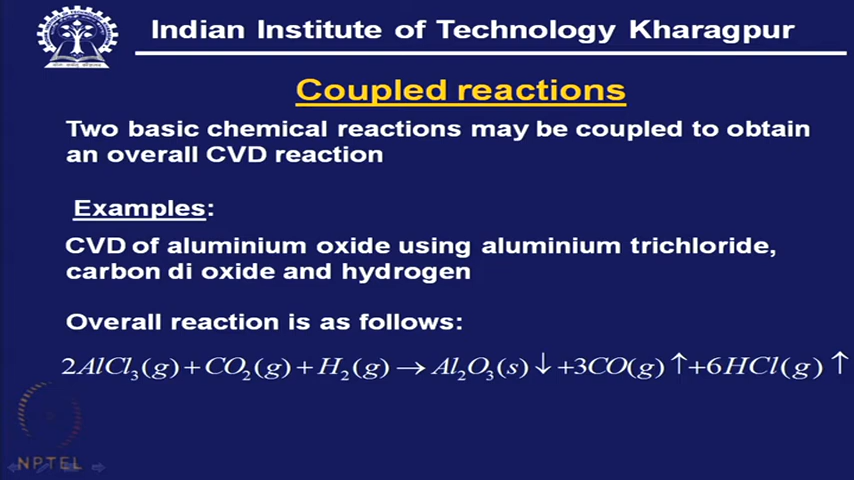 Indian Institute of Technology Kharagpur
Coupled reactions
Two basic chemical reactions may be coupled to obtain
an overall CVD reaction
Examples:
CVD of aluminium oxide using aluminium trichloride,
carbon di oxide and hydrogen
Overall reaction is as follows:
2AlCl₃(g) + CO₂(g) + H₂(g) → Al₂O₃(s) ↓ +3CO(g) ↑ +6HCl(g) ↑
NPTEL